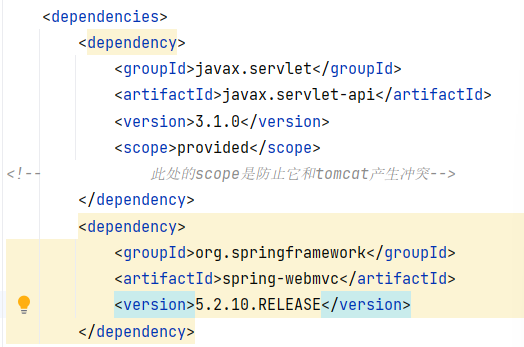 <dependencies>
<dependency>
<groupId>javax.servlet</groupId>
<artifactId>javax.servlet-api</artifactId>
<version>3.1.0</version>
<scope>provided</scope>
<!-- 此处的scope是防止它和tomcat产生冲突-->
</dependency>
<dependency>
<groupId>org.springframework</groupId>
<artifactId>spring-webmvc</artifactId>
<version>5.2.10.RELEASE</version>
</dependency>